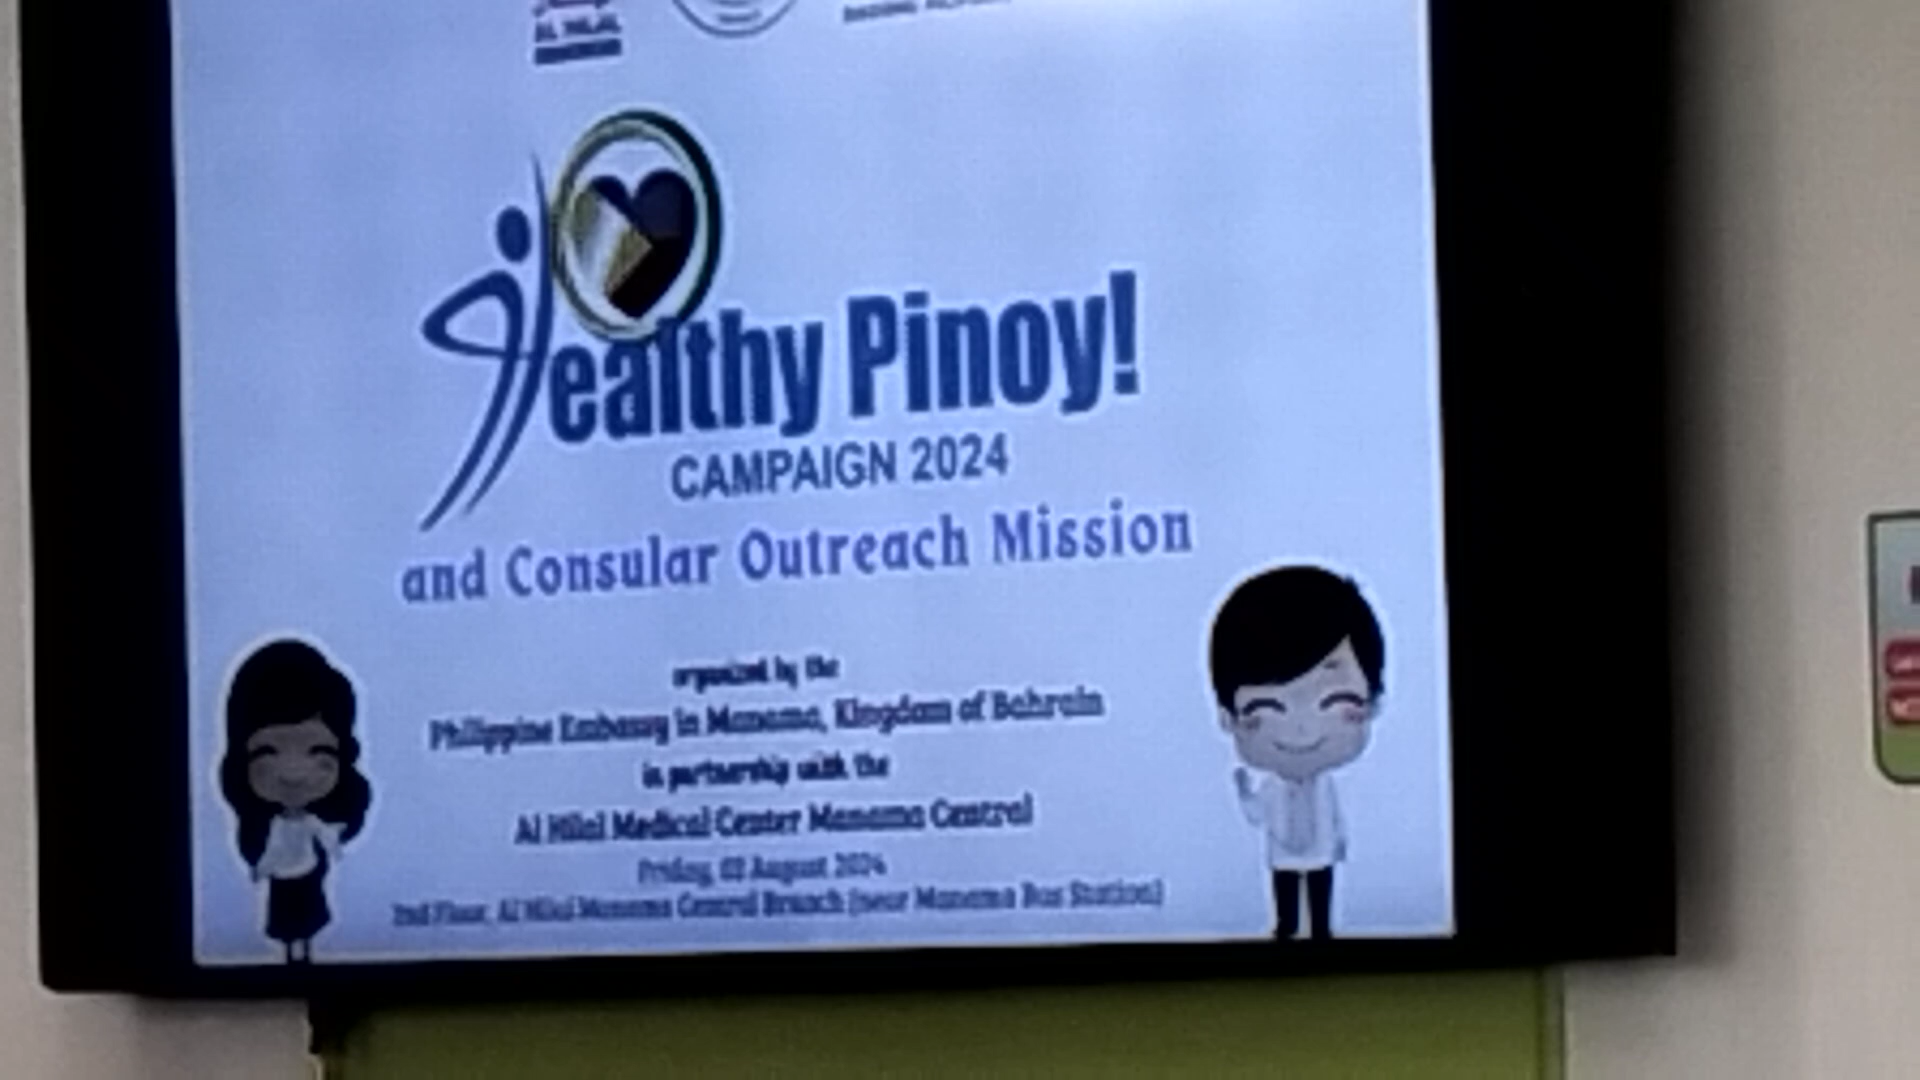 AL HILAL
Healthy Pinoy!
CAMPAIGN 2024
and Consular Outreach Mission
organized by the
Philippine Embassy in Manama, Kingdom of Bahrain
in partnership with the
Al Hilal Medical Center Manama Central
Friday, 02 August 2024
2nd Floor, Al Hilal Manama Central Branch (near Manama Bus Station)